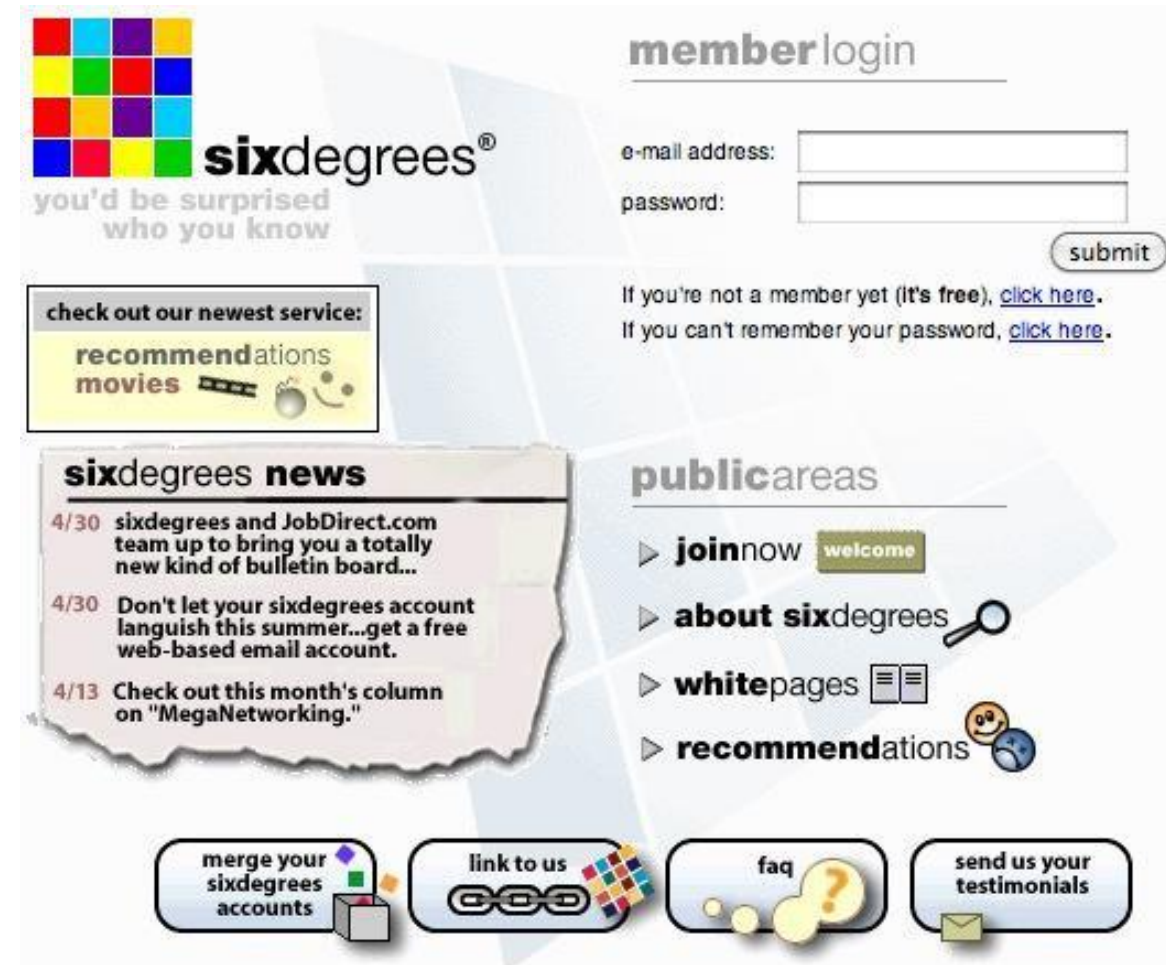 sixdegrees®
you'd be surprised
who you know
memberlogin
e-mail address:
password:
submit
If you're not a member yet (it's free), click here.
If you can't remember your password, click here.
check out our newest service:
recommendations
movies
sixdegrees news
4/30 sixdegrees and JobDirect.com
team up to bring you a totally
new kind of bulletin board...
4/30 Don't let your sixdegrees account
languish this summer...get a free
web-based email account.
4/13 Check out this month's column
on "MegaNetworking."
publicareas
joinnow welcome
about sixdegrees
whitepages
recommendations
merge your
sixdegrees
accounts
link to us
faq
?
send us your
testimonials